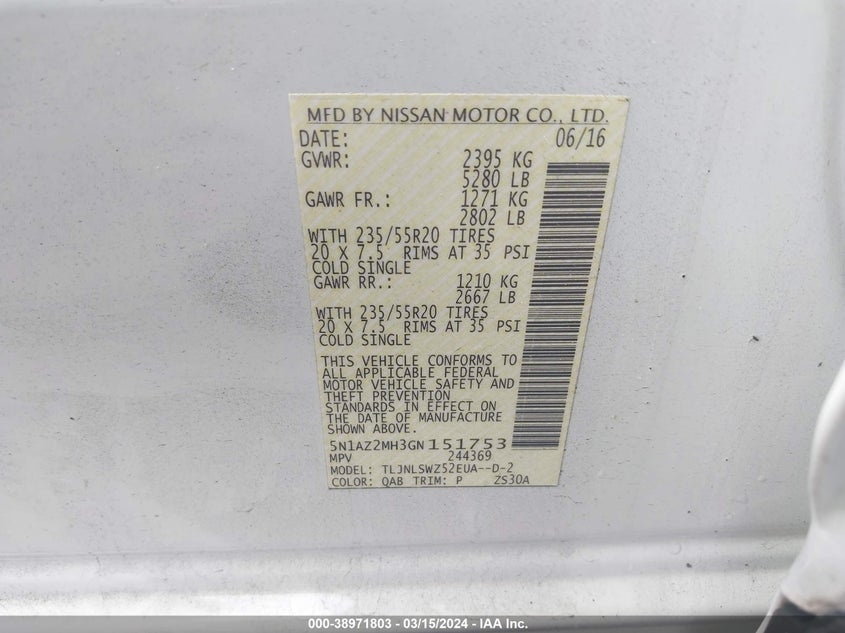 MFD BY NISSAN MOTOR CO., LTD.
DATE: 06/16
GVWR: 2395 KG
5280 LB
GAWR FR.: 1271 KG
2802 LB
WITH 235/55R20 TIRES
20 X 7.5 RIMS AT 35 PSI
COLD SINGLE
GAWR RR.: 1210 KG
2667 LB
WITH 235/55R20 TIRES
20 X 7.5 RIMS AT 35 PSI
COLD SINGLE
THIS VEHICLE CONFORMS TO
ALL APPLICABLE FEDERAL
MOTOR VEHICLE SAFETY AND
THEFT PREVENTION
STANDARDS IN EFFECT ON
THE DATE OF MANUFACTURE
SHOWN ABOVE.
5N1AZ2MH3GN151753
MPV 244369
MODEL: TLJNLSWZ52EUA--D-2
COLOR: QAB TRIM: P ZS30A
000-38971803 - 03/15/2024 - IAA Inc.